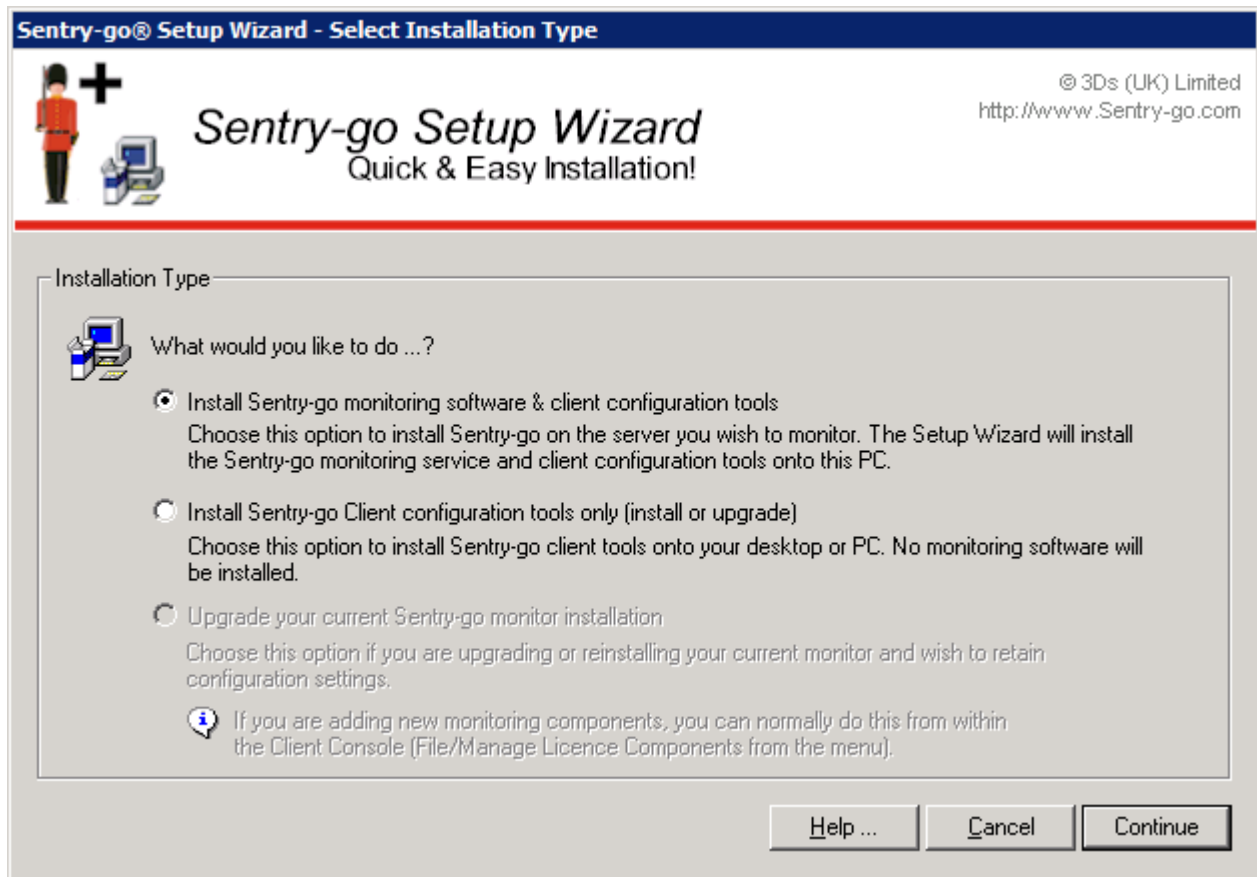 Sentry-go® Setup Wizard - Select Installation Type
© 3Ds (UK) Limited
http://www.Sentry-go.com
Sentry-go Setup Wizard
Quick & Easy Installation!
Installation Type
What would you like to do ...?
Install Sentry-go monitoring software & client configuration tools
Choose this option to install Sentry-go on the server you wish to monitor. The Setup Wizard will install
the Sentry-go monitoring service and client configuration tools onto this PC.
Install Sentry-go Client configuration tools only (install or upgrade)
Choose this option to install Sentry-go client tools onto your desktop or PC. No monitoring software will
be installed.
Upgrade your current Sentry-go monitor installation
Choose this option if you are upgrading or reinstalling your current monitor and wish to retain
configuration settings.
If you are adding new monitoring components, you can normally do this from within
the Client Console (File/Manage Licence Components from the menu).
Help ...
Cancel
Continue